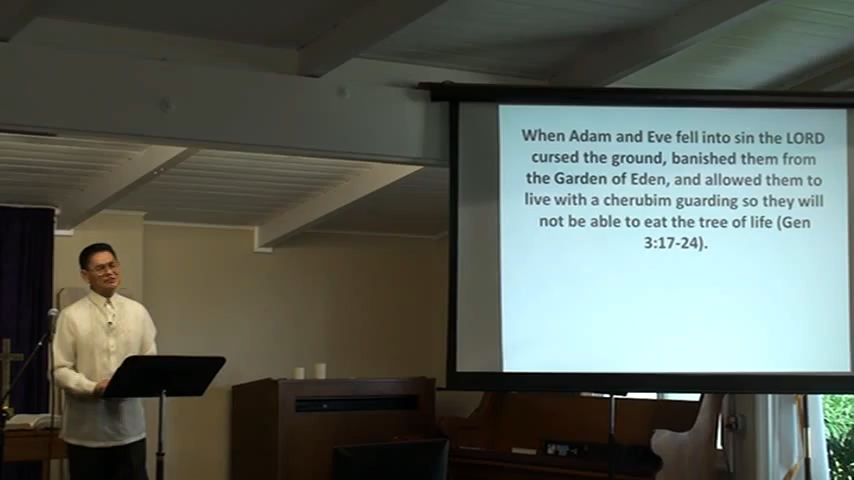 When Adam and Eve fell into sin the LORD
cursed the ground, banished them from
the Garden of Eden, and allowed them to
live with a cherubim guarding so they will
not be able to eat the tree of life (Gen
3:17-24).